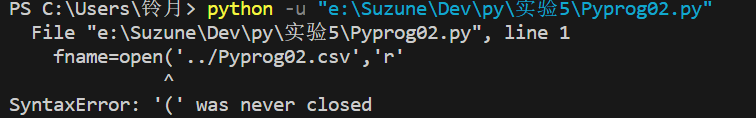 PS C:\Users\铃月> python -u "e:\Suzune\Dev\py\实验5\Pyprog02.py"
  File "e:\Suzune\Dev\py\实验5\Pyprog02.py", line 1
    fname=open('../Pyprog02.csv','r'
              ^
SyntaxError: '(' was never closed